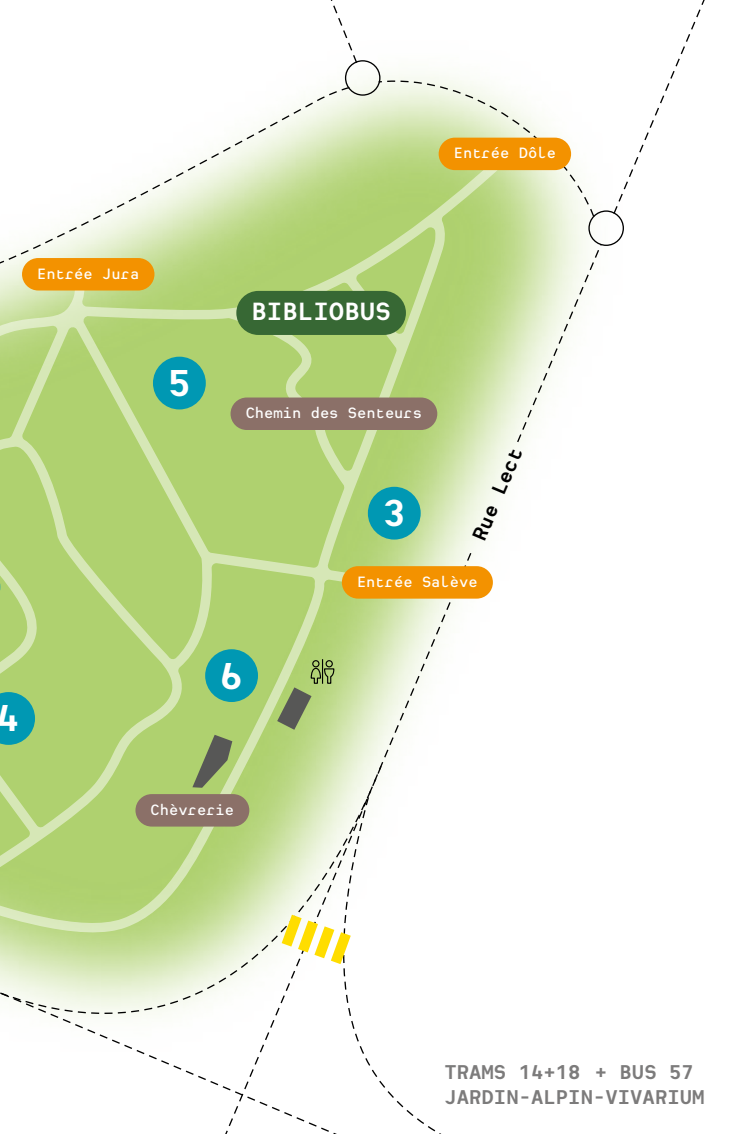 Entrée Dôle
Entrée Jura
BIBLIOBUS
5
Chemin des Senteurs
Rue Lect
3
Entrée Salève
6
4
Chèvrerie
TRAMS 14+18 + BUS 57
JARDIN-ALPIN-VIVARIUM